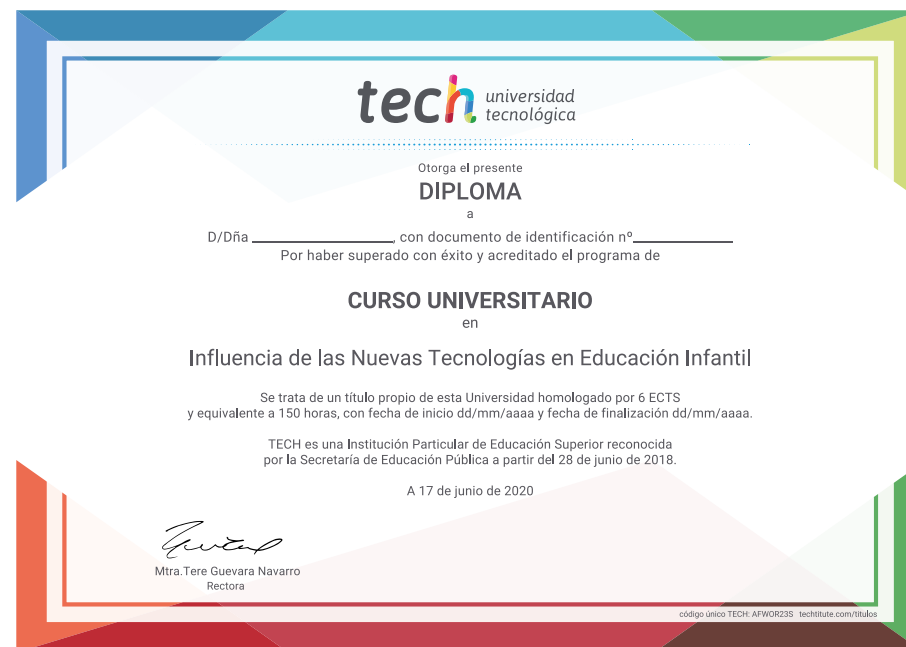 tech universidad
tecnológica
Otorga el presente
DIPLOMA
a
D/Dña ____________________, con documento de identificación nº______________
Por haber superado con éxito y acreditado el programa de
CURSO UNIVERSITARIO
en
Influencia de las Nuevas Tecnologías en Educación Infantil
Se trata de un título propio de esta Universidad homologado por 6 ECTS
y equivalente a 150 horas, con fecha de inicio dd/mm/aaaa y fecha de finalización dd/mm/aaaa.
TECH es una Institución Particular de Educación Superior reconocida
por la Secretaría de Educación Pública a partir del 28 de junio de 2018.
A 17 de junio de 2020
Mtra.Tere Guevara Navarro
Rectora
código único TECH: AFWOR23S techtitute.com/titulos